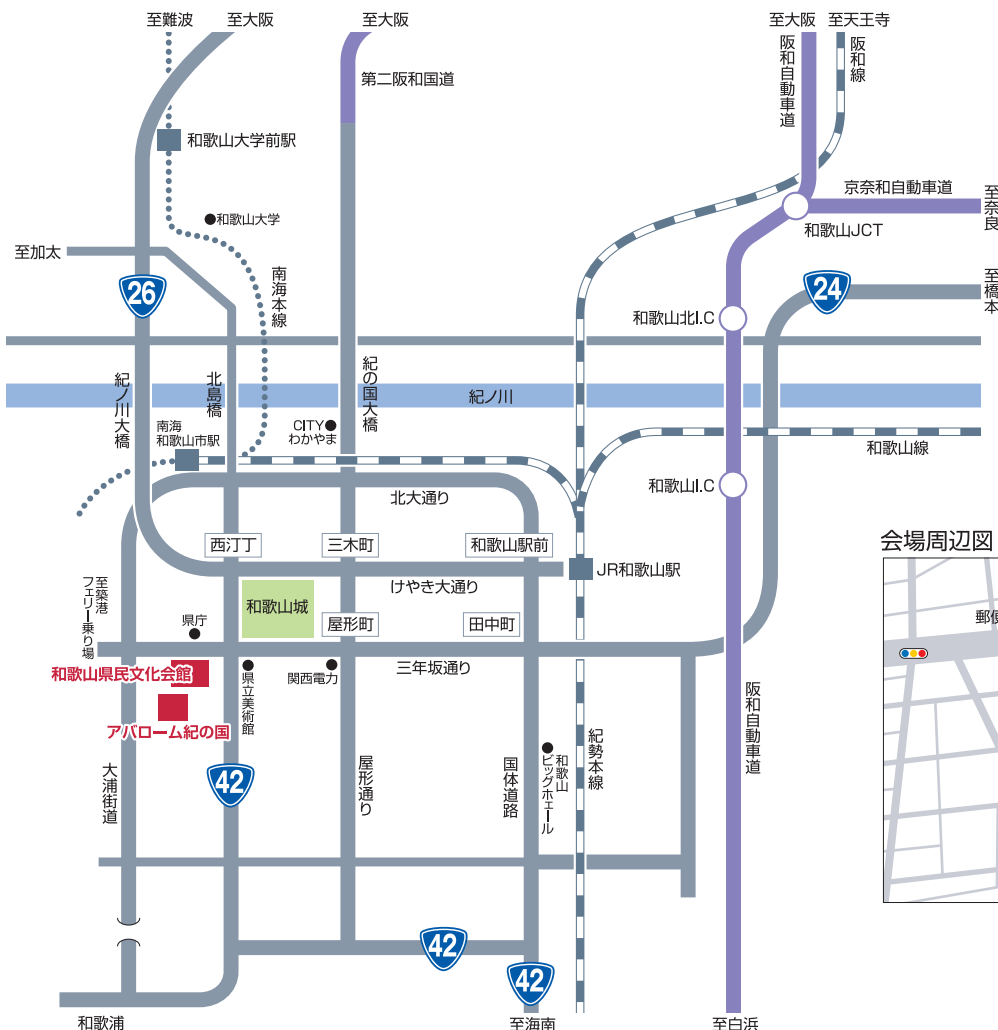 至難波
至大阪
至大阪
至大阪
至天王寺
阪和自動車道
阪和線
第二阪和国道
和歌山大学前駅
京奈和自動車道
至奈良
和歌山大学
和歌山JCT
至加太
南海本線
26
24
至橋本
和歌山北I.C
紀ノ川大橋
北島橋
紀の国大橋
紀ノ川
CITY
わかやま
南海
和歌山市駅
和歌山線
和歌山I.C
北大通り
西汀丁
三木町
和歌山駅前
会場周辺図
JR和歌山駅
けやき大通り
至築港
フェリー乗り場
和歌山城
県庁
屋形町
田中町
郵便
和歌山県民文化会館
県立美術館
関西電力
三年坂通り
アバローム紀の国
阪和自動車道
大浦街道
42
屋形通り
国体道路
和歌山
ビッグホエール
紀勢本線
42
42
和歌浦
至海南
至白浜